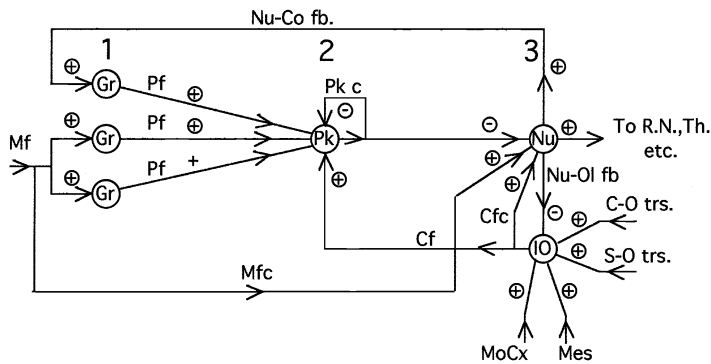 Nu-Co fb.
1 2 3
⊕ Gr Pf ⊕ Pk c ⊖ ⊕
Mf ⊕ Gr Pf ⊕ Pk ⊖ Nu ⊕ To R.N.,Th.
etc.
⊕ Gr Pf + ⊕ ⊕ ⊕ Nu-Ol fb
Cfc ⊖ ⊕ C-O trs.
Cf IO ⊕ S-O trs.
Mfc ⊕ ⊕
MoCx Mes